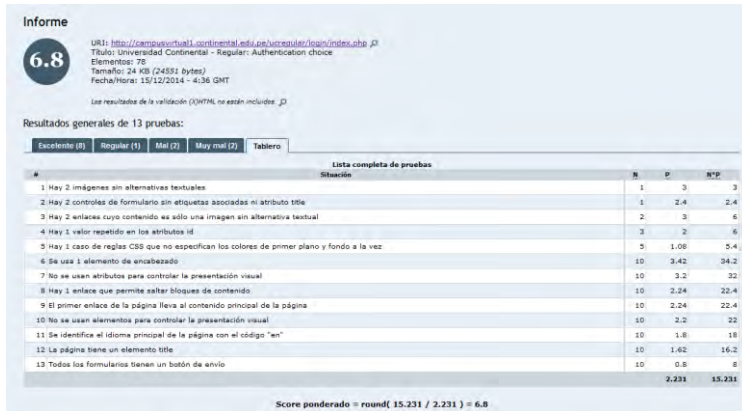 Informe
6.8
URI: http://campusvirtual1.continental.edu.pe/ucregular/login/index.php
Título: Universidad Continental - Regular: Authentication choice
Elementos: 78
Tamaño: 24 KB (24551 bytes)
Fecha/Hora: 15/12/2014 - 4:36 GMT
Los resultados de la validación (X)HTML no están incluidos.
Resultados generales de 13 pruebas:
Excelente (8) Regular (1) Mal (2) Muy mal (2) Tablero
Lista completa de pruebas
# Situación N P N*P
1 Hay 2 imágenes sin alternativas textuales 1 3 3
2 Hay 2 controles de formulario sin etiquetas asociadas ni atributo title 1 2.4 2.4
3 Hay 2 enlaces cuyo contenido es sólo una imagen sin alternativa textual 2 3 6
4 Hay 1 valor repetido en los atributos id 3 2 6
5 Hay 1 caso de reglas CSS que no especifican los colores de primer plano y fondo a la vez 5 1.08 5.4
6 Se usa 1 elemento de encabezado 10 3.42 34.2
7 No se usan atributos para controlar la presentación visual 10 3.2 32
8 Hay 1 enlace que permite saltar bloques de contenido 10 2.24 22.4
9 El primer enlace de la página lleva al contenido principal de la página 10 2.24 22.4
10 No se usan elementos para controlar la presentación visual 10 2.2 22
11 Se identifica el idioma principal de la página con el código "en" 10 1.8 18
12 La página tiene un elemento title 10 1.62 16.2
13 Todos los formularios tienen un botón de envío 10 0.8 8
2.231 15.231
Score ponderado = round( 15.231 / 2.231 ) = 6.8